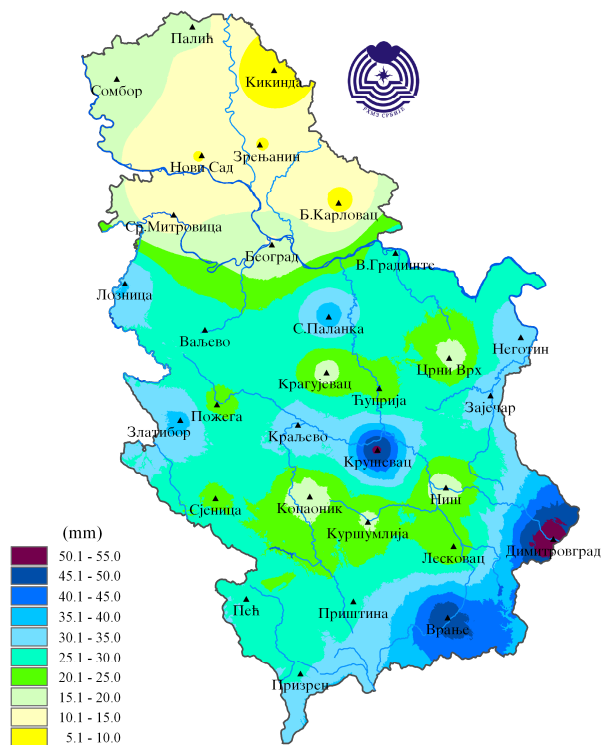 Палић
Кикинда
Сомбор
РХМЗ СРБИЈЕ
Зрењанин
Нови Сад
Б.Карловац
Ср.Митровица
Београд
В.Градиште
Лозница
С.Паланка
Ваљево
Неготин
Црни Врх
Крагујевац
Ћуприја
Зајечар
Пожега
Златибор
Краљево
Крушевац
Ниш
Копаоник
Сјеница
Куршумлија
Димитровград
Лесковац
(mm)
50.1 - 55.0
45.1 - 50.0
40.1 - 45.0
35.1 - 40.0
30.1 - 35.0
25.1 - 30.0
20.1 - 25.0
15.1 - 20.0
10.1 - 15.0
5.1 - 10.0
Пећ
Приштина
Врање
Призрен